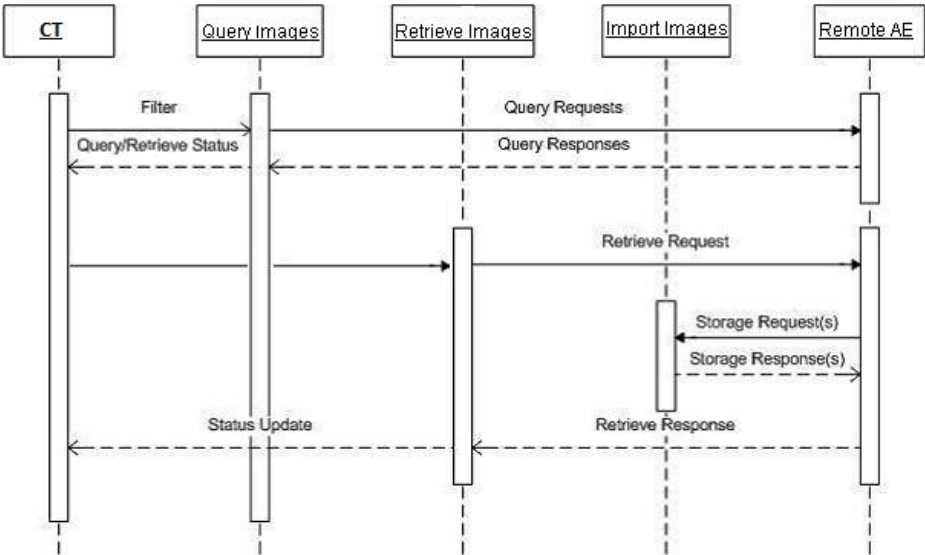 CT
Query Images
Retrieve Images
Import Images
Remote AE
Filter
Query Requests
Query/Retrieve Status
Query Responses
Retrieve Request
Storage Request(s)
Storage Response(s)
Status Update
Retrieve Response